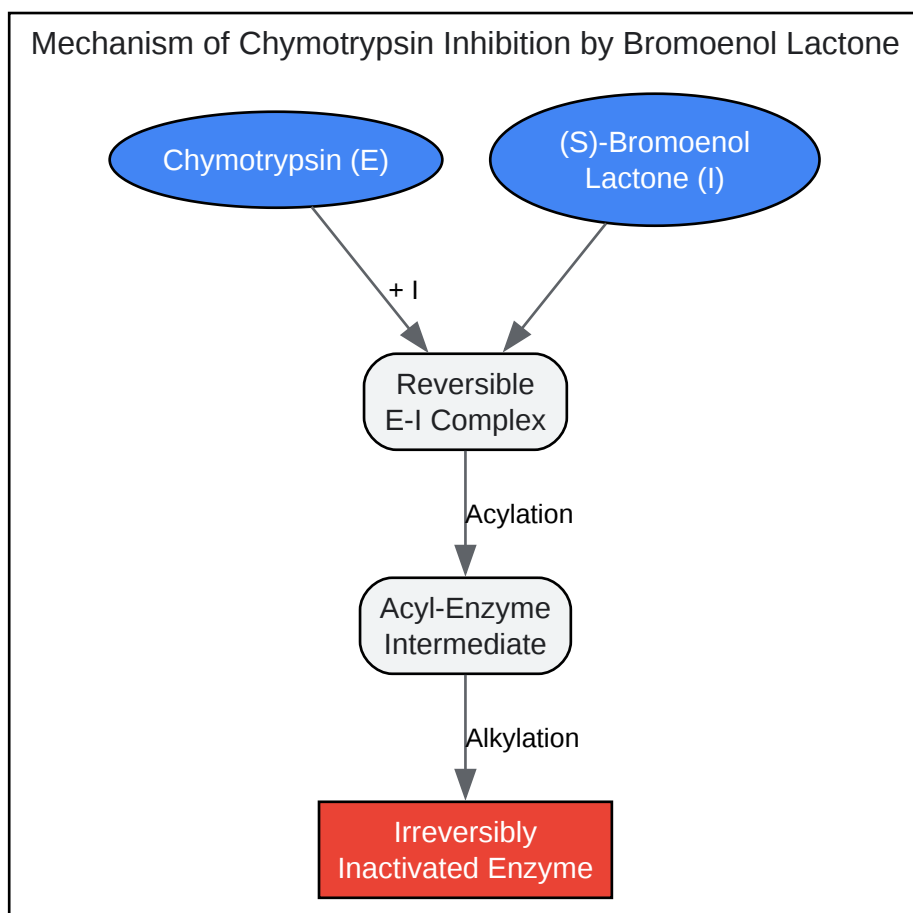 Mechanism of Chymotrypsin Inhibition by Bromoenol Lactone
Chymotrypsin (E)
(S)-Bromoenol
Lactone (I)
+ I
Reversible
E-I Complex
Acylation
Acyl-Enzyme
Intermediate
Alkylation
Irreversibly
Inactivated Enzyme